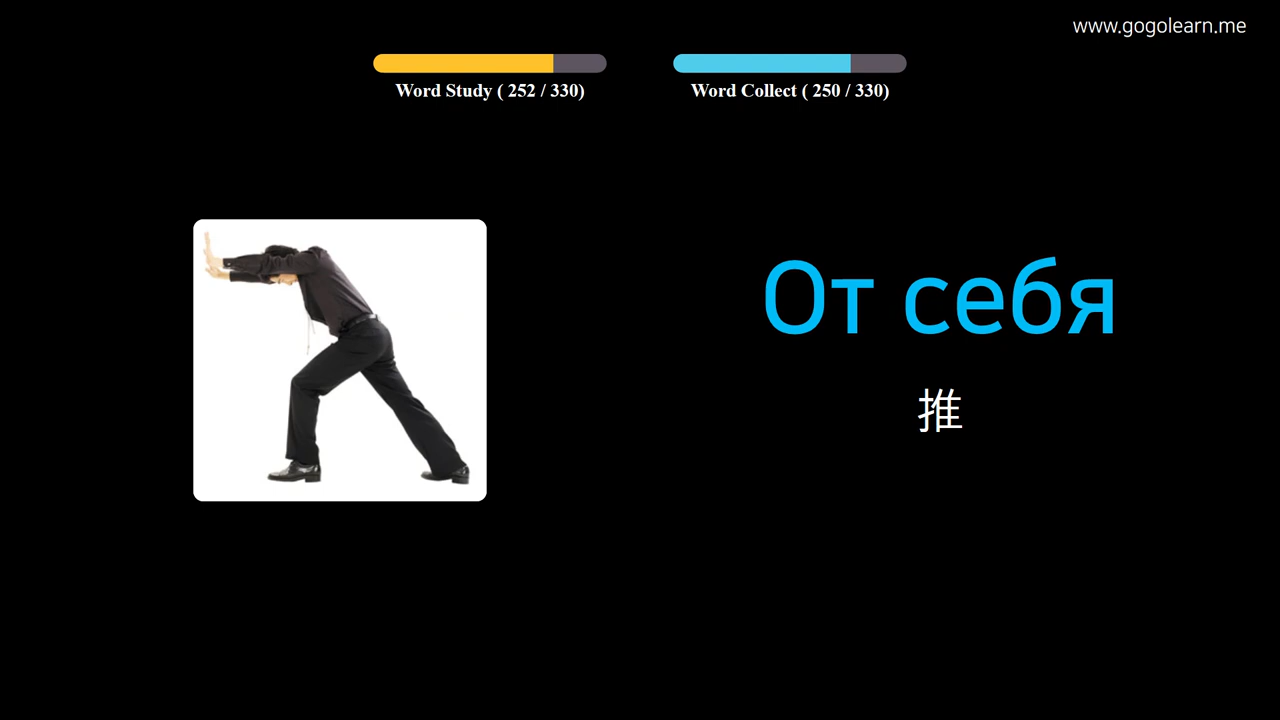 www.gogolearn.me
Word Study ( 252 / 330)
Word Collect ( 250 / 330)
От себя
推